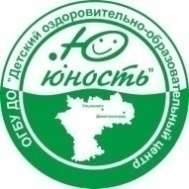 ОГБУ ДО "Детский оздоровительно-образовательный центр
Ю
ЮНОСТЬ"
Ульяновск
Димитровград